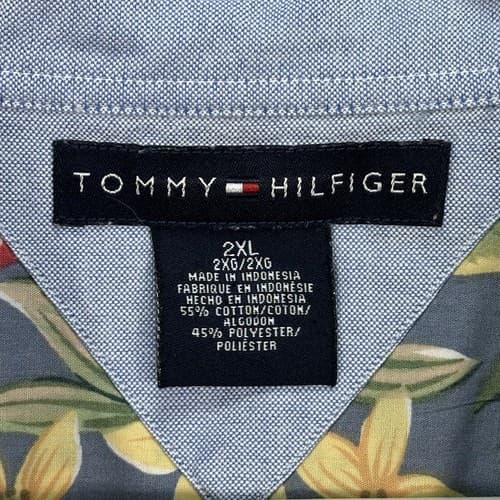 TOMMY HILFIGER
2XL
2XG/2XG
MADE IN INDONESIA
FABRIQUE EN INDONÉSIE
HECHO EN INDONESIA
55% COTTON/COTON/
ALGODON
45% POLYESTER/
POLIÉSTER